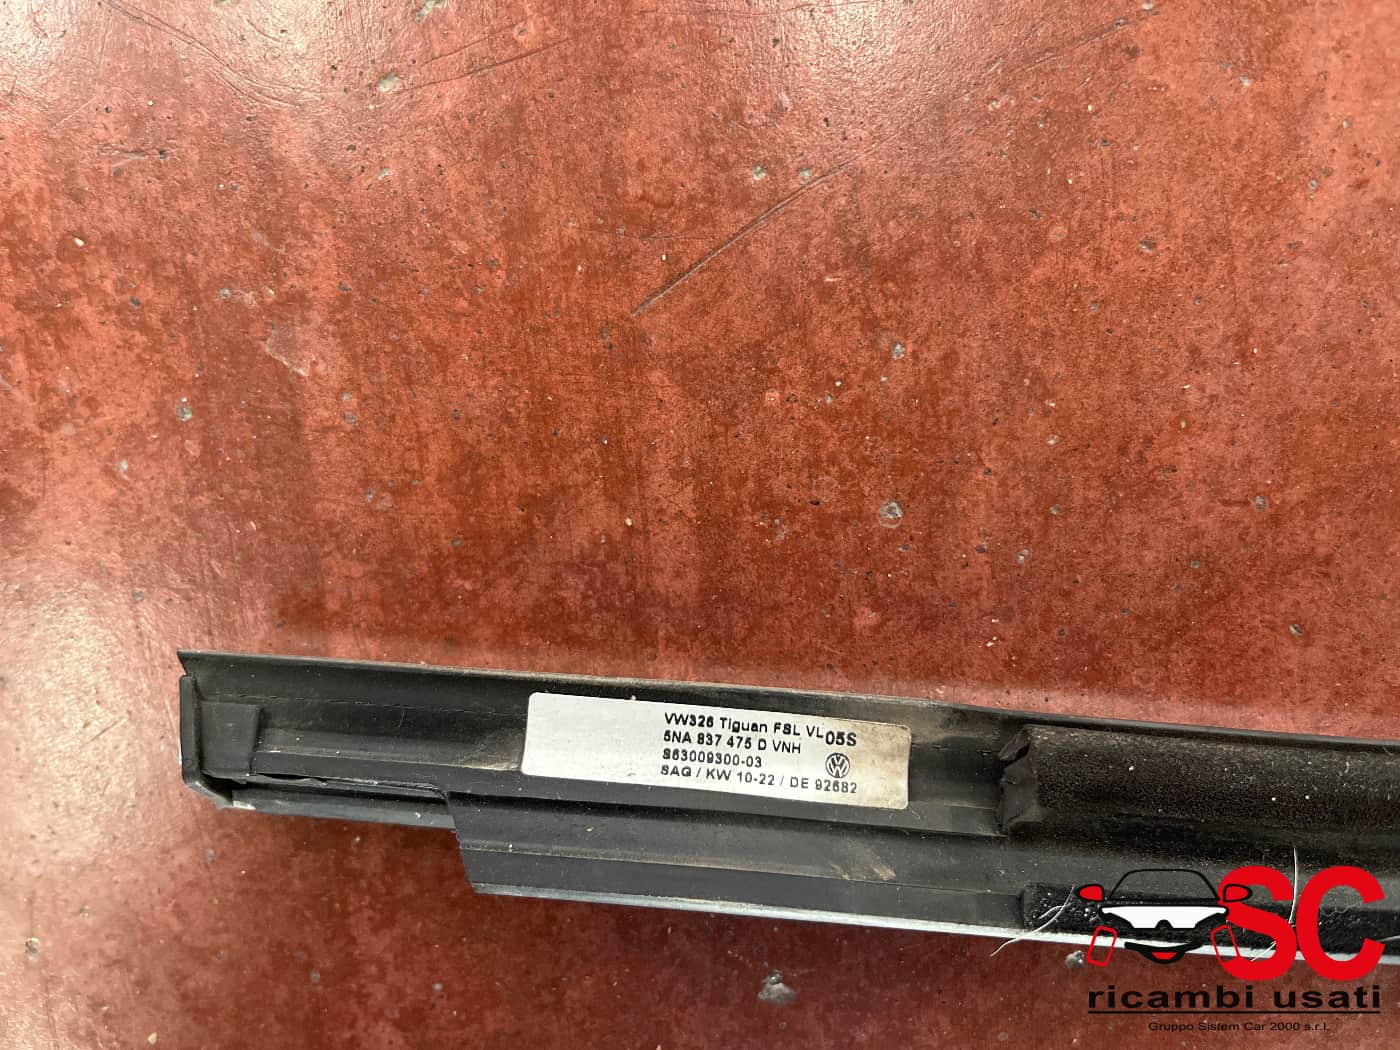 VW326 Tiguan FSL VL 05S
5NA 837 475 D VNH
S63009300-03
SAG / KW 10-22 / DE 92682
SC
ricambi usati
Gruppo Sistem Car 2000 s.r.l.